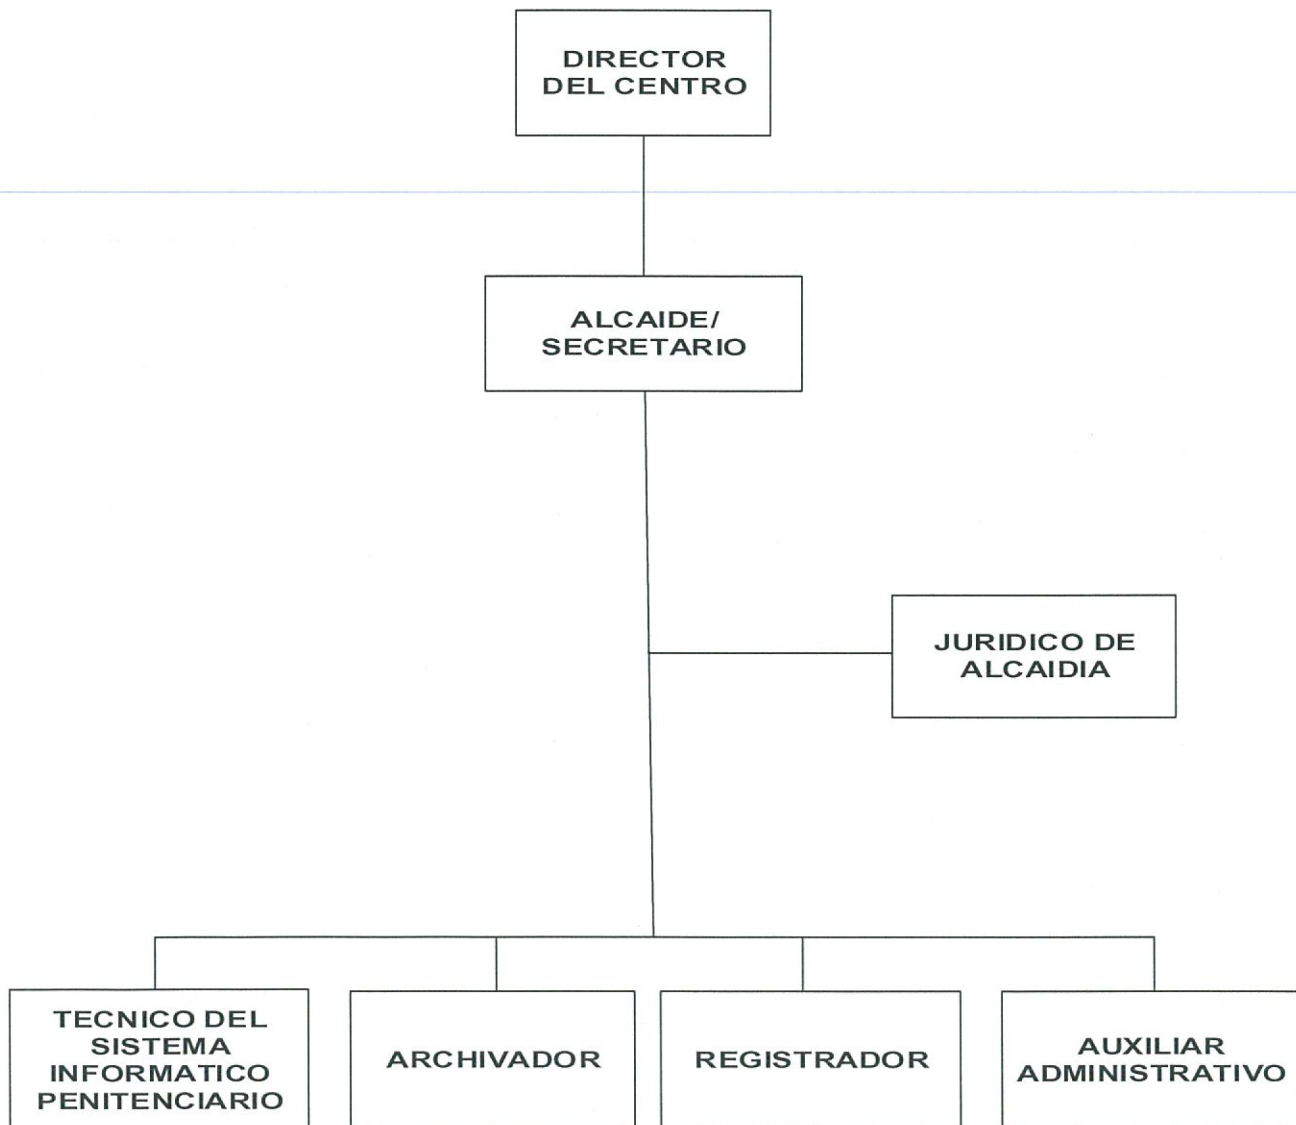 DIRECTOR
DEL CENTRO
ALCAIDE/
SECRETARIO
JURIDICO DE
ALCAIDIA
TECNICO DEL
SISTEMA
INFORMATICO
PENITENCIARIO
ARCHIVADOR
REGISTRADOR
AUXILIAR
ADMINISTRATIVO